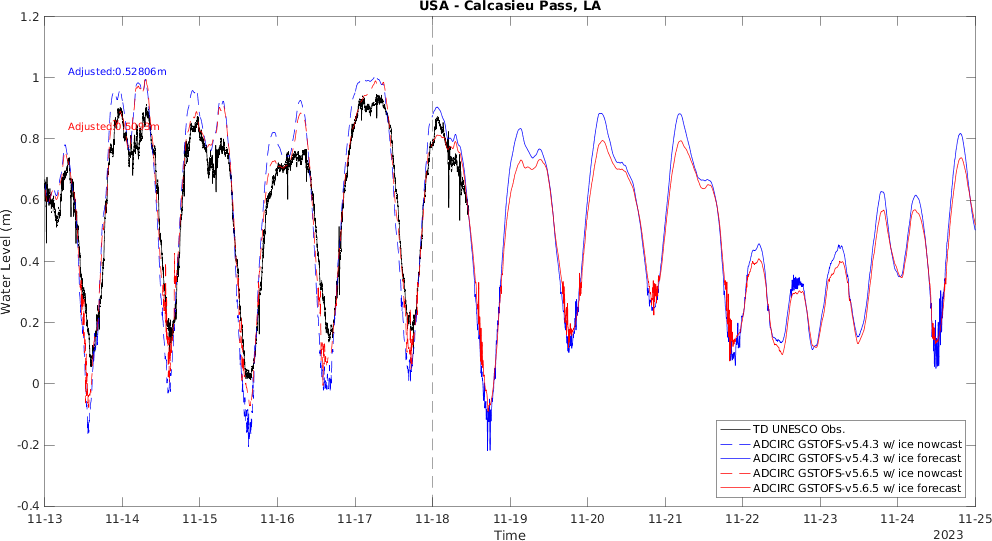 USA - Calcasieu Pass, LA
1.2
1
0.8
0.6
0.4
0.2
0
-0.2
-0.4
Water Level (m)
Adjusted:0.52806m
11-13
11-14
11-15
11-16
11-17
11-18
11-19
11-20
11-21
11-22
11-23
11-24
11-25
Time
2023
TD UNESCO Obs.
ADCIRC GSTOFS-v5.4.3 w/ ice nowcast
ADCIRC GSTOFS-v5.4.3 w/ ice forecast
ADCIRC GSTOFS-v5.6.5 w/ ice nowcast
ADCIRC GSTOFS-v5.6.5 w/ ice forecast